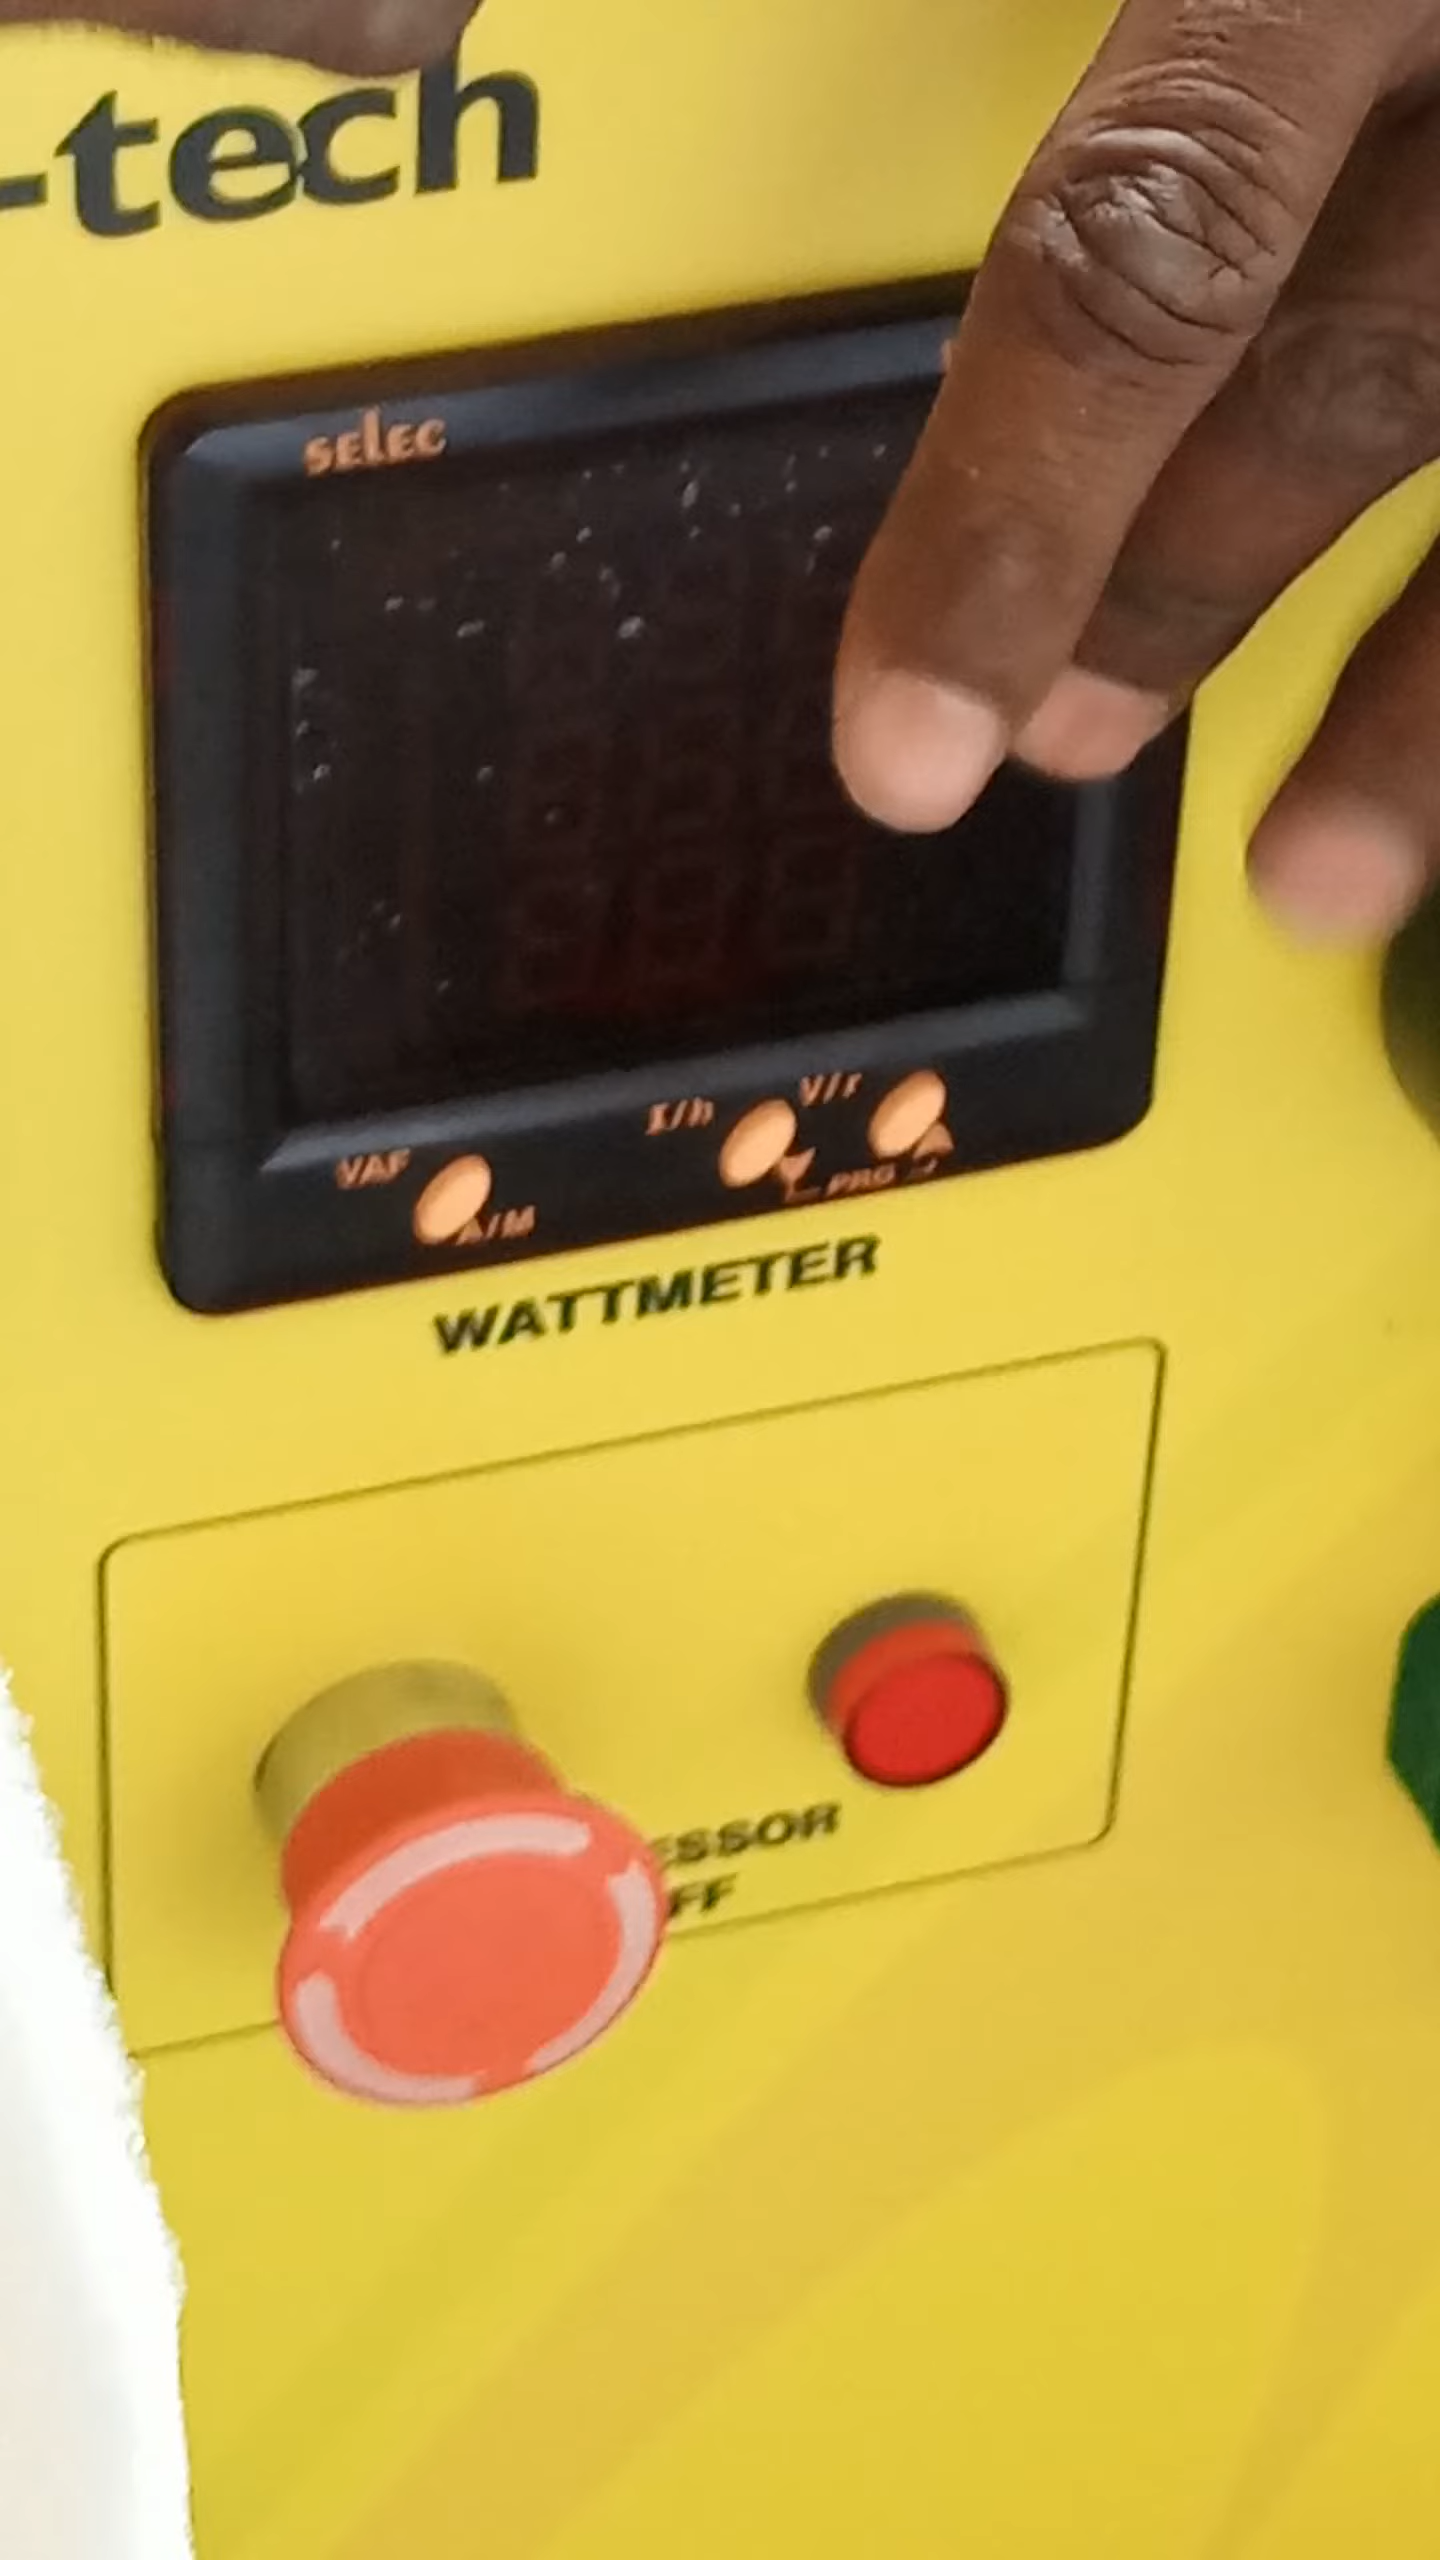 -tech
selec
VAF
A/M
I/h
V/r
PRG
WATTMETER
ESSOR
FF